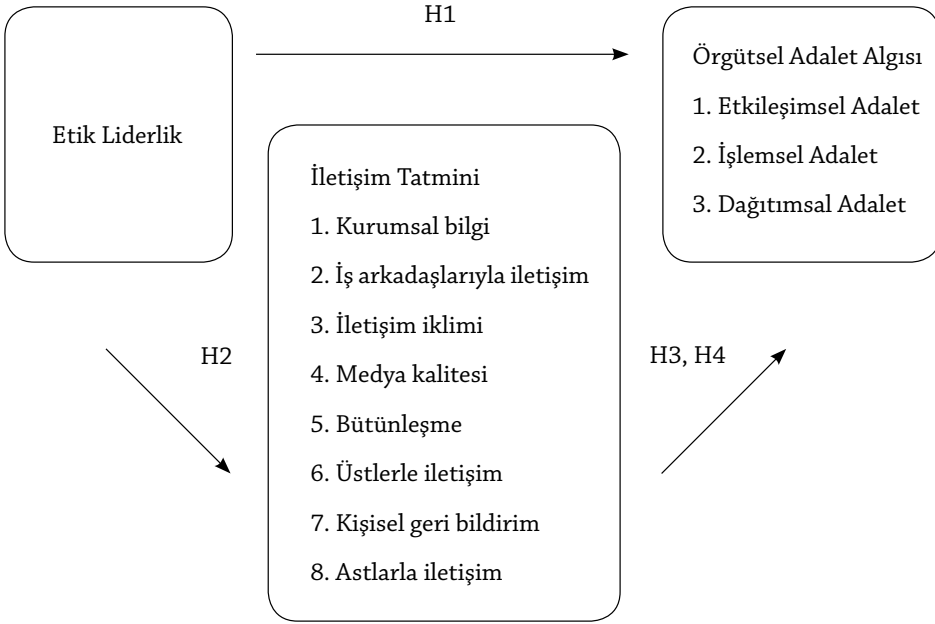 H1
Etik Liderlik
Örgütsel Adalet Algısı
1. Etkileşimsel Adalet
2. İşlemsel Adalet
3. Dağıtımsal Adalet
İletişim Tatmini
1. Kurumsal bilgi
2. İş arkadaşlarıyla iletişim
3. İletişim iklimi
4. Medya kalitesi
5. Bütünleşme
6. Üstlerle iletişim
7. Kişisel geri bildirim
8. Astlarla iletişim
H2
H3, H4